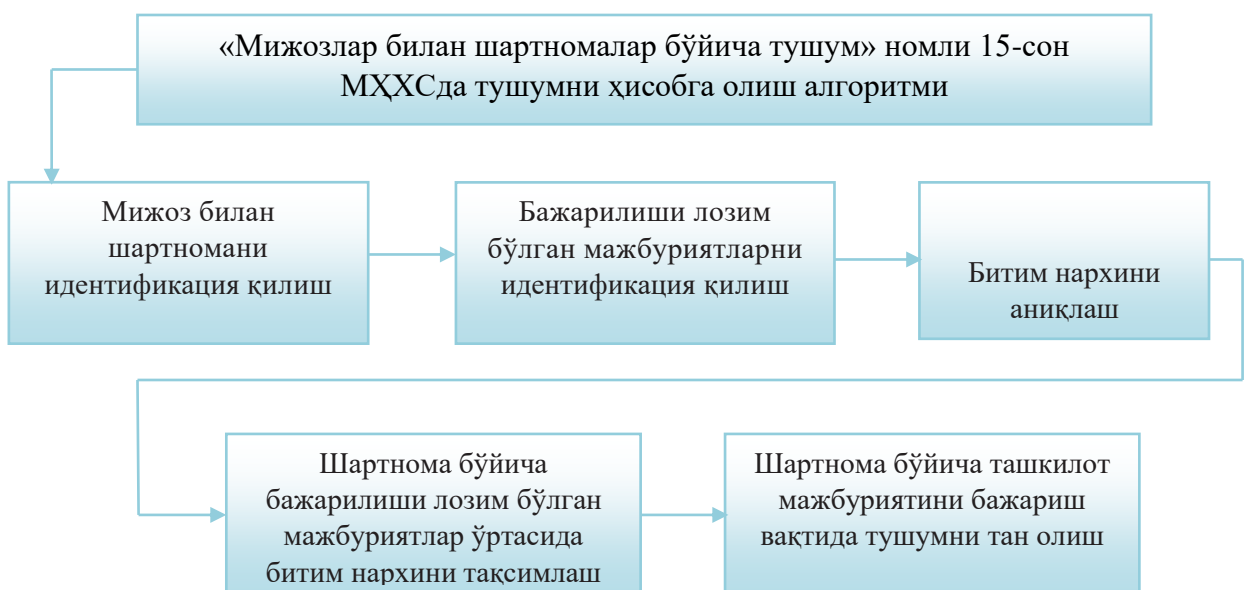 «Мижозлар билан шартномалар бўйича тушум» номли 15-сон
МҲХСда тушумни ҳисобга олиш алгоритми
Мижоз билан
шартномани
идентификация қилиш
Бажарилиши лозим
бўлган мажбуриятларни
идентификация қилиш
Битим нархини
аниқлаш
Шартнома бўйича
бажарилиши лозим бўлган
мажбуриятлар ўртасида
битим нархини тақсимлаш
Шартнома бўйича ташкилот
мажбуриятини бажариш
вақтида тушумни тан олиш